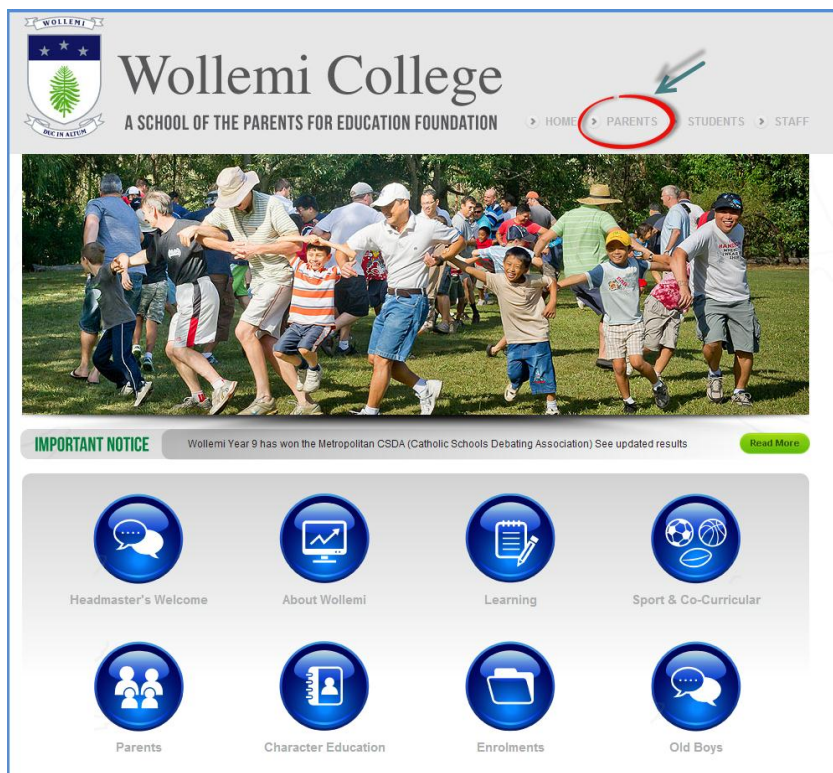 WOLLEMI
DUC IN ALTUM
Wollemi College
A SCHOOL OF THE PARENTS FOR EDUCATION FOUNDATION
HOME PARENTS STUDENTS STAFF
IMPORTANT NOTICE Wollemi Year 9 has won the Metropolitan CSDA (Catholic Schools Debating Association) See updated results Read More
Headmaster's Welcome About Wollemi Learning Sport & Co-Curricular
Parents Character Education Enrolments Old Boys